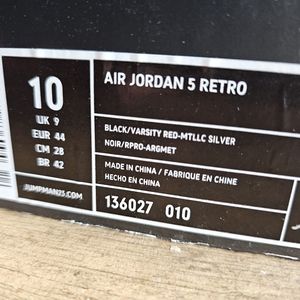 10
UK 9
EUR 44
CM 28
BR 42
JUMPMAN23.COM
AIR JORDAN 5 RETRO
BLACK/VARSITY RED-MTLLC SILVER
NOIR/RPRO-ARGMET
MADE IN CHINA / FABRIQUE EN CHINE
HECHO EN CHINA
136027 010